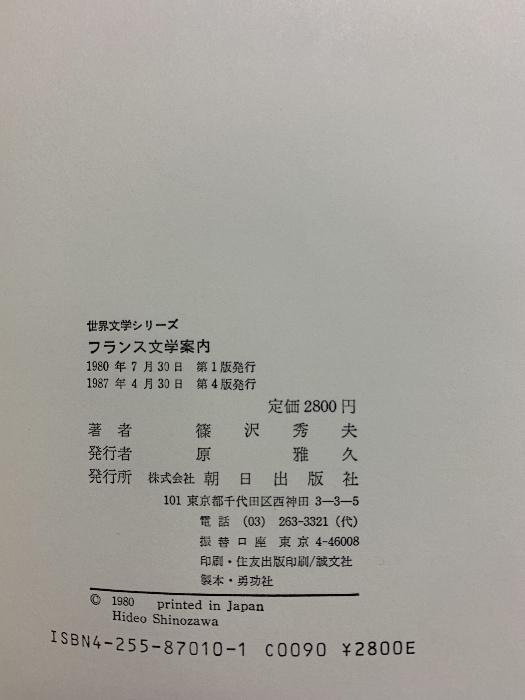 世界文学シリーズ
フランス文学案内
1980 年 7 月 30 日 第 1 版発行
1987 年 4 月 30 日 第 4 版発行
定価 2800 円
著者 篠沢秀夫
発行者 原雅久
発行所 株式会社 朝日出版社
101 東京都千代田区西神田 3―3―5
電話 (03) 263-3321 (代)
振替口座 東京 4-46008
印刷・住友出版印刷/誠文社
製本・勇功社
© 1980 printed in Japan
Hideo Shinozawa
ISBN4-255-87010-1 C0090 ¥2800E